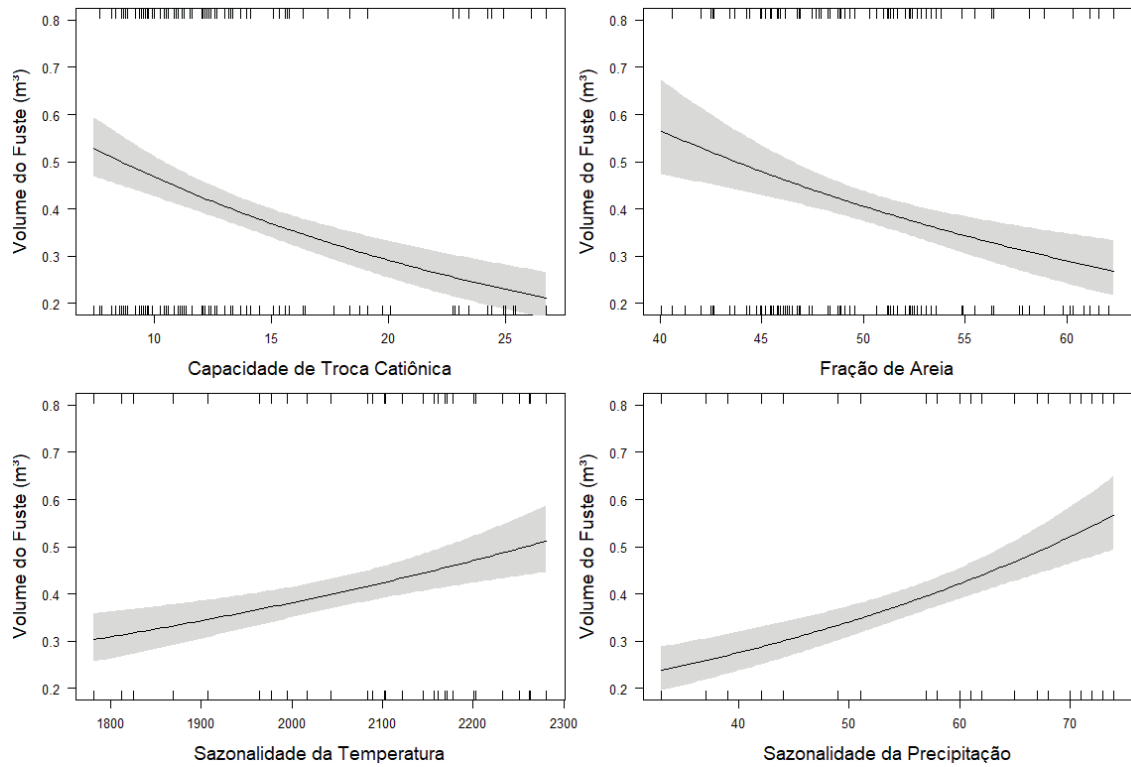 0.8
0.7
0.6
0.5
0.4
0.3
0.2
Volume do Fuste (m³)
10 15 20 25
Capacidade de Troca Catiônica
0.8
0.7
0.6
0.5
0.4
0.3
0.2
Volume do Fuste (m³)
40 45 50 55 60
Fração de Areia
0.8
0.7
0.6
0.5
0.4
0.3
0.2
Volume do Fuste (m³)
1800 1900 2000 2100 2200 2300
Sazonalidade da Temperatura
0.8
0.7
0.6
0.5
0.4
0.3
0.2
Volume do Fuste (m³)
40 50 60 70
Sazonalidade da Precipitação